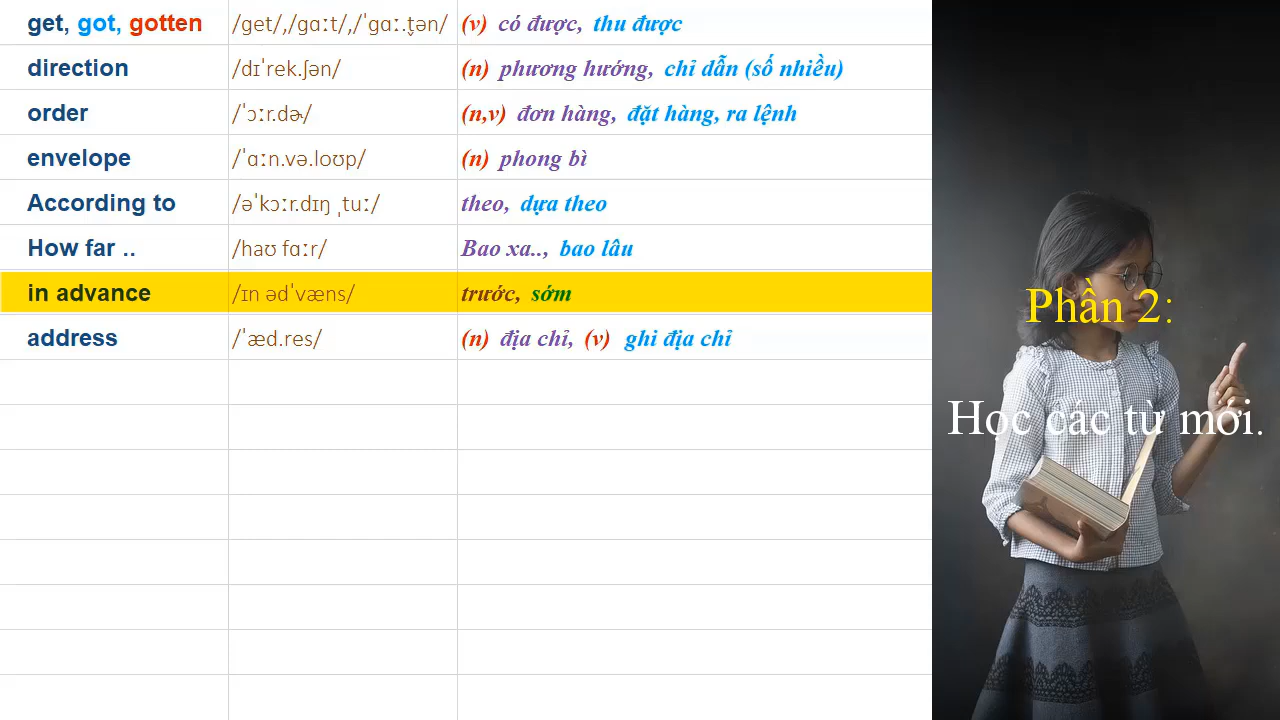 get, got, gotten /ɡet/,/ɡɑːt/,/ˈɡɑː.t̬ən/ (v) có được, thu được
direction /dɪˈrek.ʃən/ (n) phương hướng, chỉ dẫn (số nhiều)
order /ˈɔːr.dɚ/ (n,v) đơn hàng, đặt hàng, ra lệnh
envelope /ˈɑːn.və.loʊp/ (n) phong bì
According to /əˈkɔːr.dɪŋ ˌtuː/ theo, dựa theo
How far .. /haʊ fɑːr/ Bao xa.., bao lâu
in advance /ɪn ədˈvæns/ trước, sớm
address /ˈæd.res/ (n) địa chỉ, (v) ghi địa chỉ
Phần 2:
Học các từ mới.